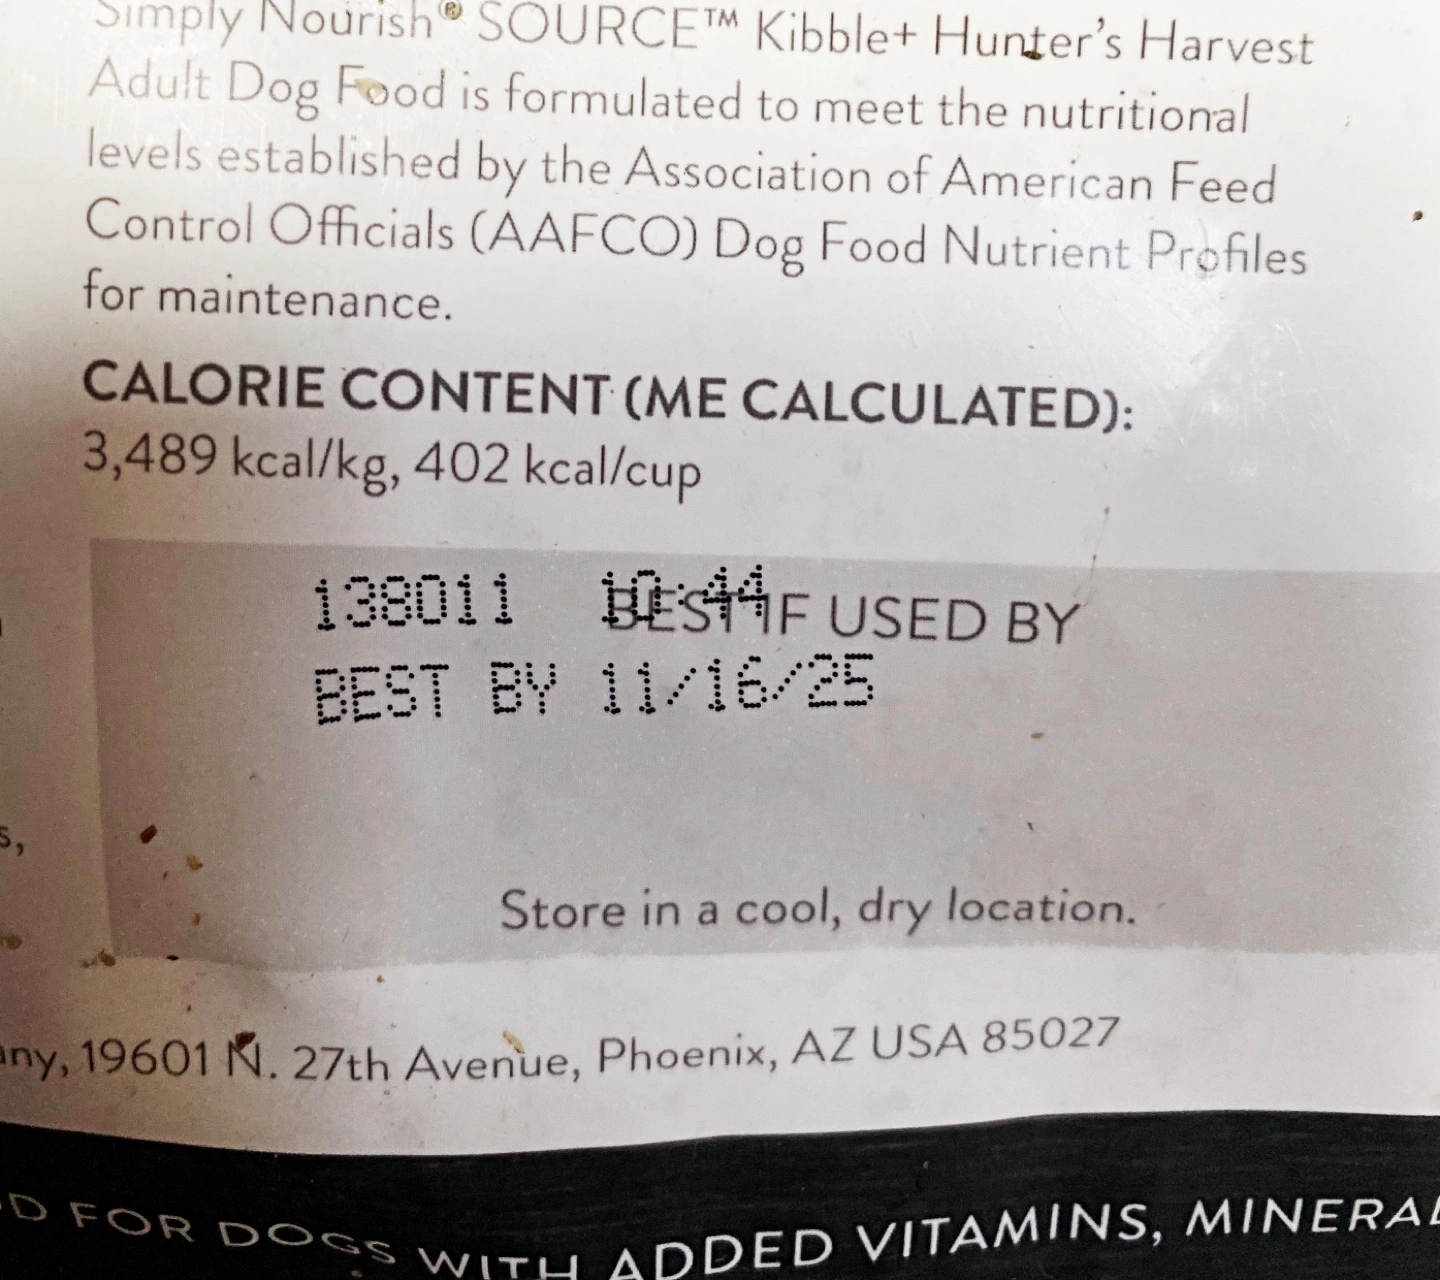 Simply Nourish® SOURCE™ Kibble+ Hunter's Harvest
Adult Dog Food is formulated to meet the nutritional
levels established by the Association of American Feed
Control Officials (AAFCO) Dog Food Nutrient Profiles
for maintenance.
CALORIE CONTENT (ME CALCULATED):
3,489 kcal/kg, 402 kcal/cup
138011 10:44
BEST IF USED BY
BEST BY 11/16/25
s,
Store in a cool, dry location.
any, 19601 N. 27th Avenue, Phoenix, AZ USA 85027
D FOR DOGS WITH ADDED VITAMINS, MINERAL